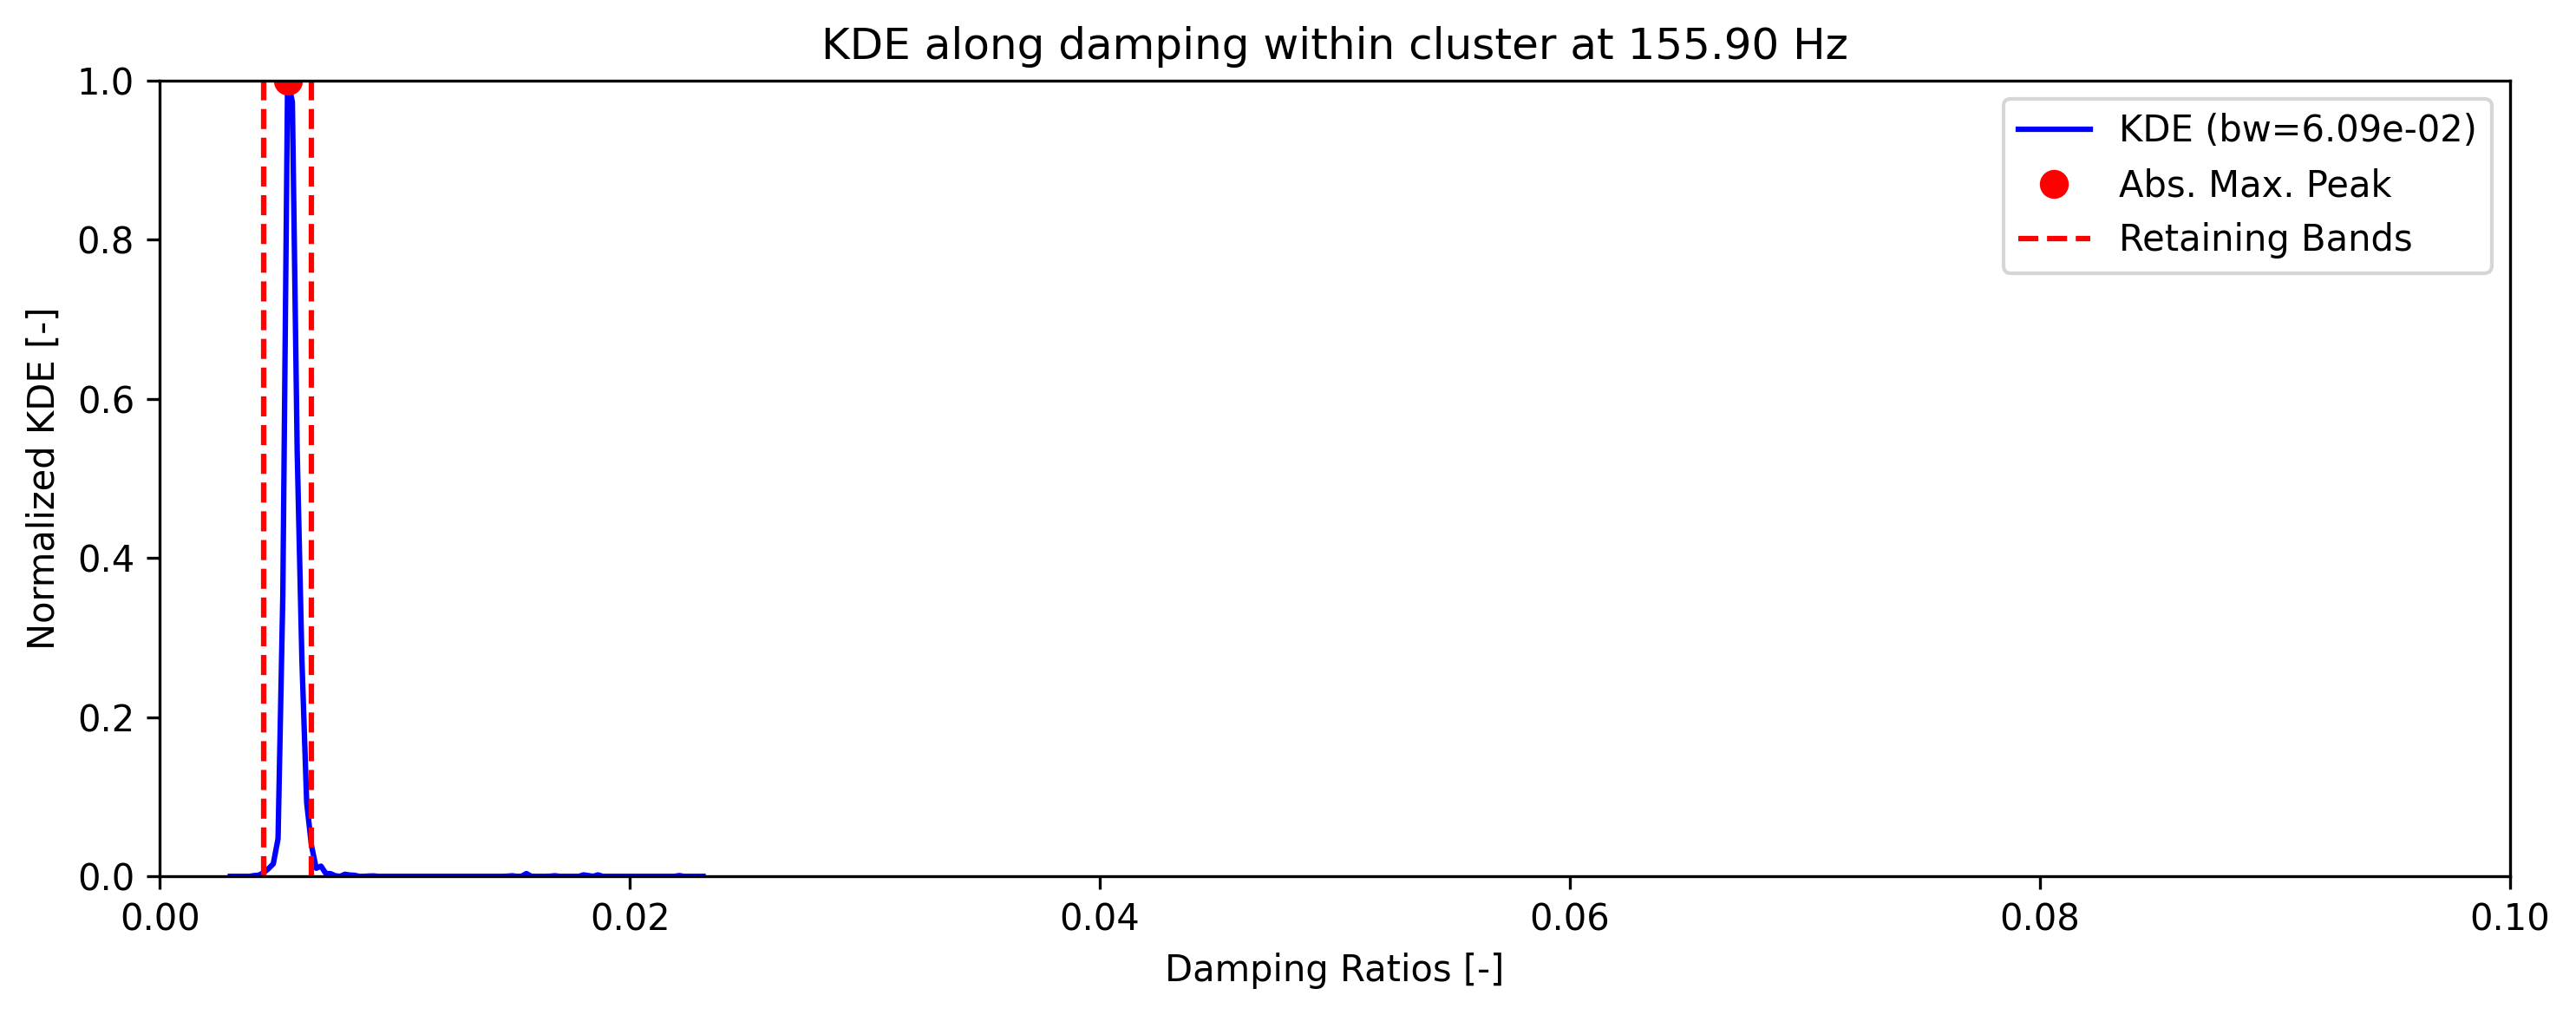 KDE along damping within cluster at 155.90 Hz
KDE (bw=6.09e-02)
Abs. Max. Peak
Retaining Bands
Normalized KDE [-]
1.0
0.8
0.6
0.4
0.2
0.0
0.00 0.02 0.04 0.06 0.08 0.10
Damping Ratios [-]